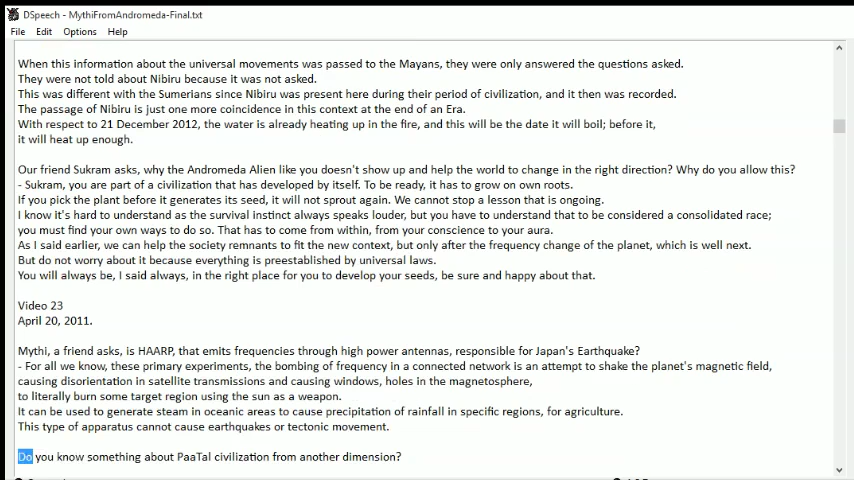 DSpeech - MythiFromAndromeda-Final.txt
File Edit Options Help
When this information about the universal movements was passed to the Mayans, they were only answered the questions asked.
They were not told about Nibiru because it was not asked.
This was different with the Sumerians since Nibiru was present here during their period of civilization, and it then was recorded.
The passage of Nibiru is just one more coincidence in this context at the end of an Era.
With respect to 21 December 2012, the water is already heating up in the fire, and this will be the date it will boil; before it,
it will heat up enough.
Our friend Sukram asks, why the Andromeda Alien like you doesn't show up and help the world to change in the right direction? Why do you allow this?
- Sukram, you are part of a civilization that has developed by itself. To be ready, it has to grow on own roots.
If you pick the plant before it generates its seed, it will not sprout again. We cannot stop a lesson that is ongoing.
I know it's hard to understand as the survival instinct always speaks louder, but you have to understand that to be considered a consolidated race;
you must find your own ways to do so. That has to come from within, from your conscience to your aura.
As I said earlier, we can help the society remnants to fit the new context, but only after the frequency change of the planet, which is well next.
But do not worry about it because everything is preestablished by universal laws.
You will always be, I said always, in the right place for you to develop your seeds, be sure and happy about that.
Video 23
April 20, 2011.
Mythi, a friend asks, is HAARP, that emits frequencies through high power antennas, responsible for Japan's Earthquake?
- For all we know, these primary experiments, the bombing of frequency in a connected network is an attempt to shake the planet's magnetic field,
causing disorientation in satellite transmissions and causing windows, holes in the magnetosphere,
to literally burn some target region using the sun as a weapon.
It can be used to generate steam in oceanic areas to cause precipitation of rainfall in specific regions, for agriculture.
This type of apparatus cannot cause earthquakes or tectonic movement.
Do you know something about PaaTal civilization from another dimension?